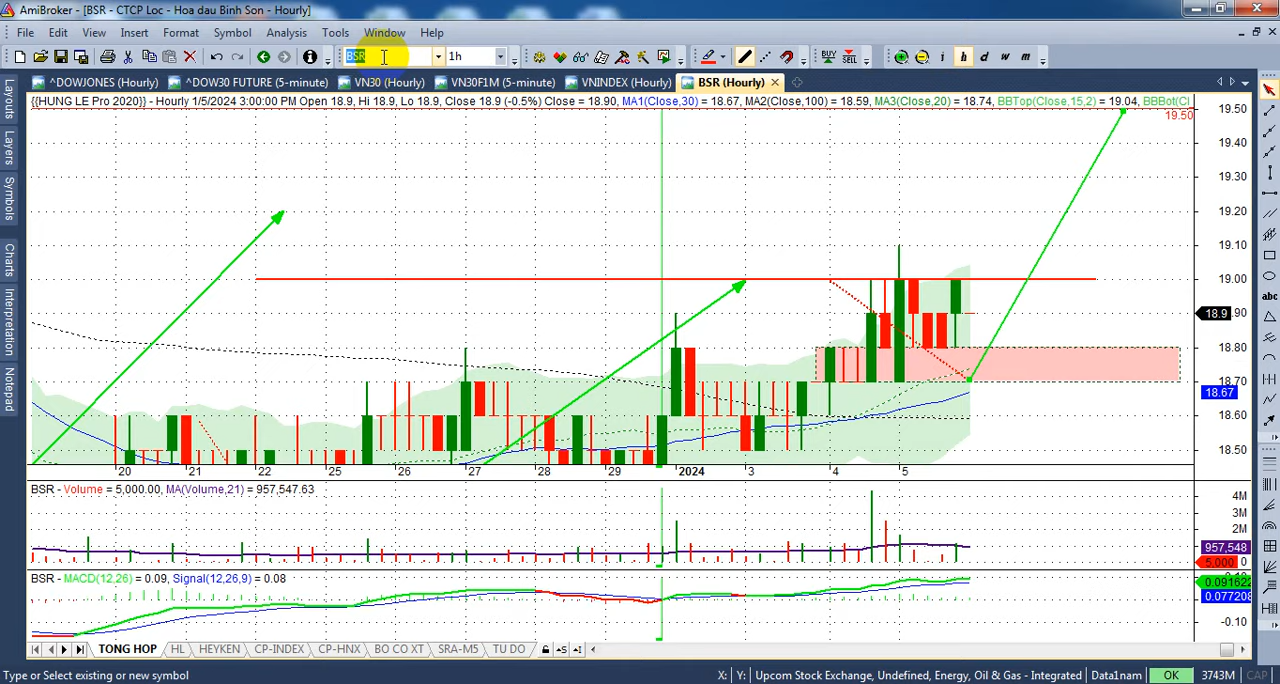 AmiBroker - [BSR - CTCP Loc - Hoa dau Binh Son - Hourly]
File Edit View Insert Format Symbol Analysis Tools Window Help
BSR 1h BUY SELL i h d w m
^DOWJONES (Hourly) ^DOW30 FUTURE (5-minute) VN30 (Hourly) VN30F1M (5-minute) VNINDEX (Hourly) BSR (Hourly)
{{HUNG LE Pro 2020}} - Hourly 1/5/2024 3:00:00 PM Open 18.9, Hi 18.9, Lo 18.9, Close 18.9 (-0.5%) Close = 18.90, MA1(Close,30) = 18.67, MA2(Close,100) = 18.59, MA3(Close,20) = 18.74, BBTop(Close,15,2) = 19.04, BBBot(Cl
19.50
19.50
19.40
19.30
19.20
19.10
19.00
18.9 .90
18.80
18.70
18.67
18.60
18.50
20 21 22 25 26 27 28 29 2024 3 4 5
Layouts
Layers
Symbols
Charts
Interpretation
Notepad
abc
BSR - Volume = 5,000.00, MA(Volume,21) = 957,547.63
4M
3M
2M
957,548
5,000
BSR - MACD(12,26) = 0.09, Signal(12,26,9) = 0.08
0.091622
0.077208
-0.10
TONG HOP HL HEYKEN CP-INDEX CP-HNX BO CO XT SRA-M5 TU DO
Type or Select existing or new symbol X: Y: Upcom Stock Exchange, Undefined, Energy, Oil & Gas - Integrated Data1nam OK 3743M CAP